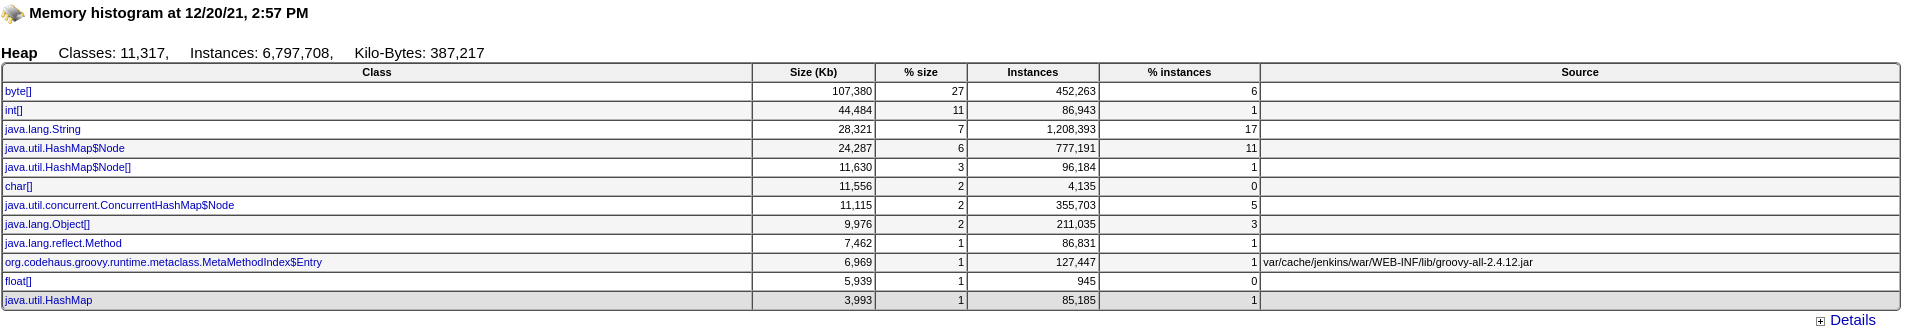 Memory histogram at 12/20/21, 2:57 PM
Heap Classes: 11,317, Instances: 6,797,708, Kilo-Bytes: 387,217
Class Size (Kb) % size Instances % instances Source
byte[] 107,380 27 452,263 6
int[] 44,484 11 86,943 1
java.lang.String 28,321 7 1,208,393 17
java.util.HashMap$Node 24,287 6 777,191 11
java.util.HashMap$Node[] 11,630 3 96,184 1
char[] 11,556 2 4,135 0
java.util.concurrent.ConcurrentHashMap$Node 11,115 2 355,703 5
java.lang.Object[] 9,976 2 211,035 3
java.lang.reflect.Method 7,462 1 86,831 1
org.codehaus.groovy.runtime.metaclass.MetaMethodIndex$Entry 6,969 1 127,447 1 var/cache/jenkins/war/WEB-INF/lib/groovy-all-2.4.12.jar
float[] 5,939 1 945 0
java.util.HashMap 3,993 1 85,185 1
Details